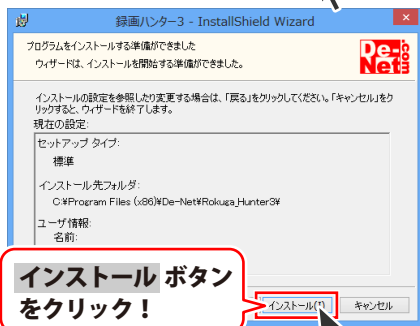 録画ハンター3 - InstallShield Wizard
プログラムをインストールする準備ができました
ウィザードは、インストールを開始する準備ができました。
De-Net
インストールの設定を参照したり変更する場合は、「戻る」をクリックしてください。「キャンセル」をク
リックすると、ウィザードを終了します。
現在の設定:
セットアップ タイプ:
標準
インストール先フォルダ:
C:¥Program Files (x86)¥De-Net¥Rokuga_Hunter3¥
ユーザ情報:
名前:
インストール ボタン
をクリック！
インストール(I)
キャンセル